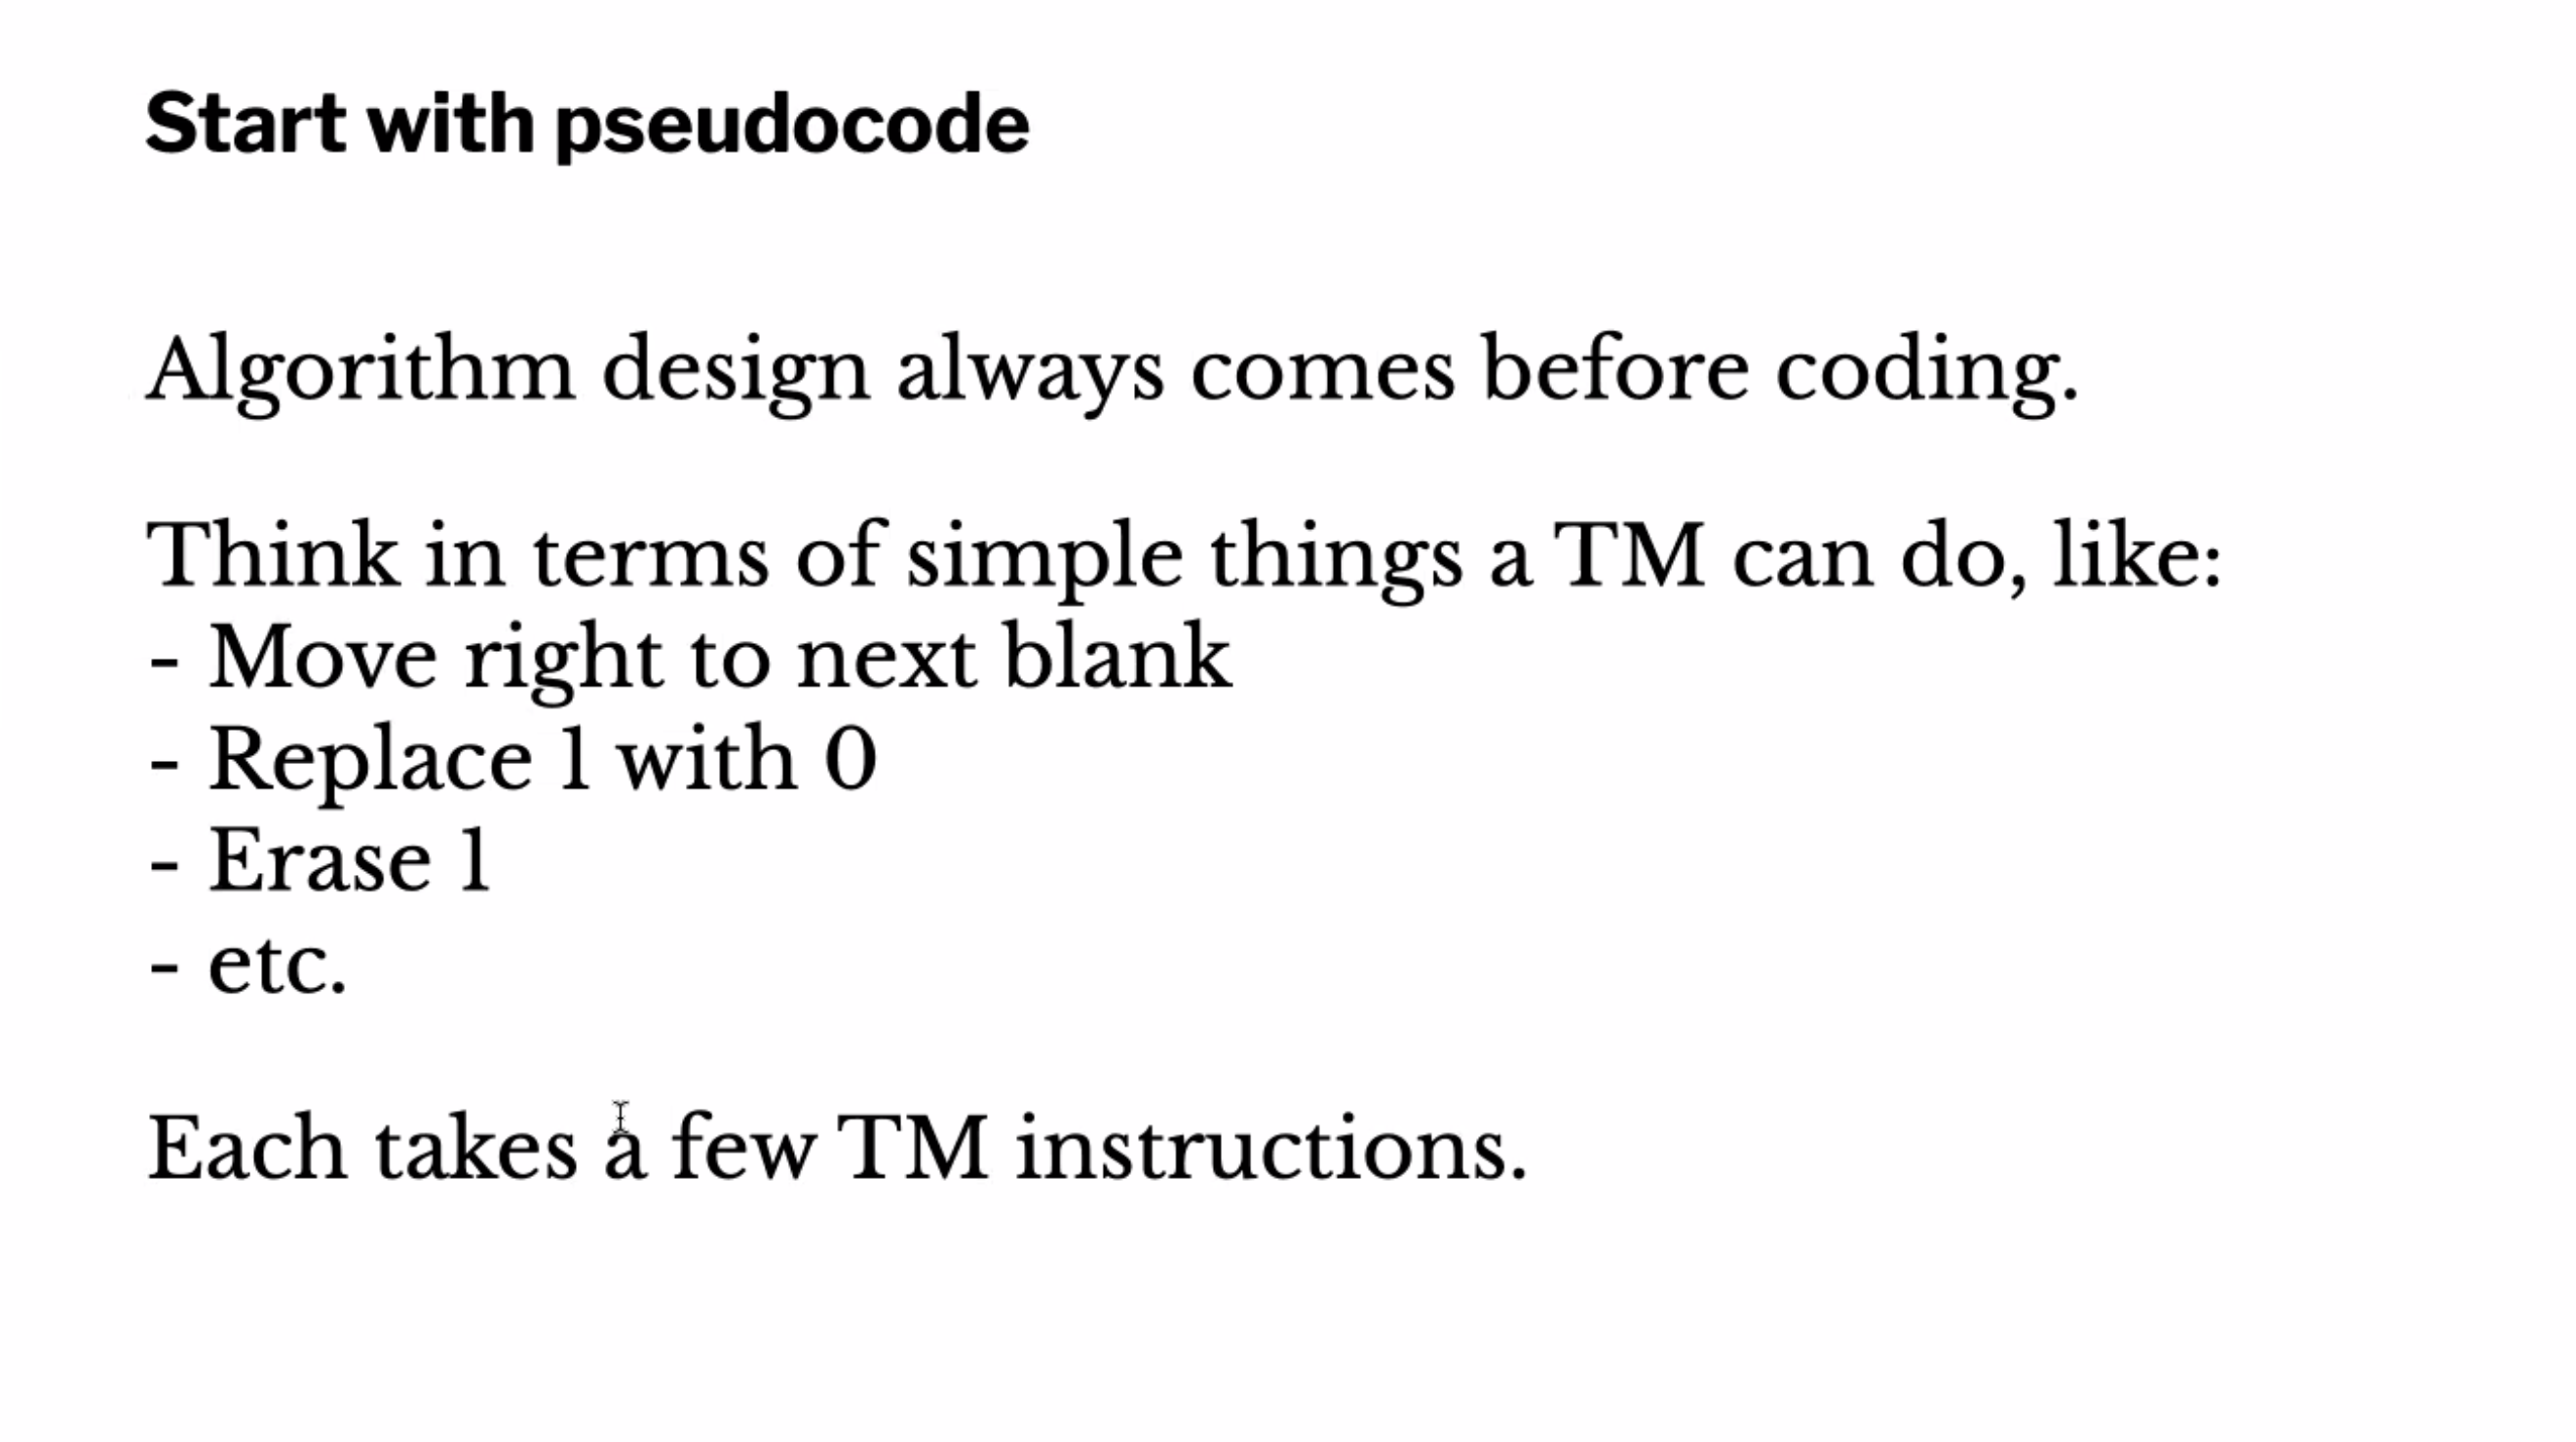 Start with pseudocode
Algorithm design always comes before coding.
Think in terms of simple things a TM can do, like:
- Move right to next blank
- Replace 1 with 0
- Erase 1
- etc.
Each takes a few TM instructions.